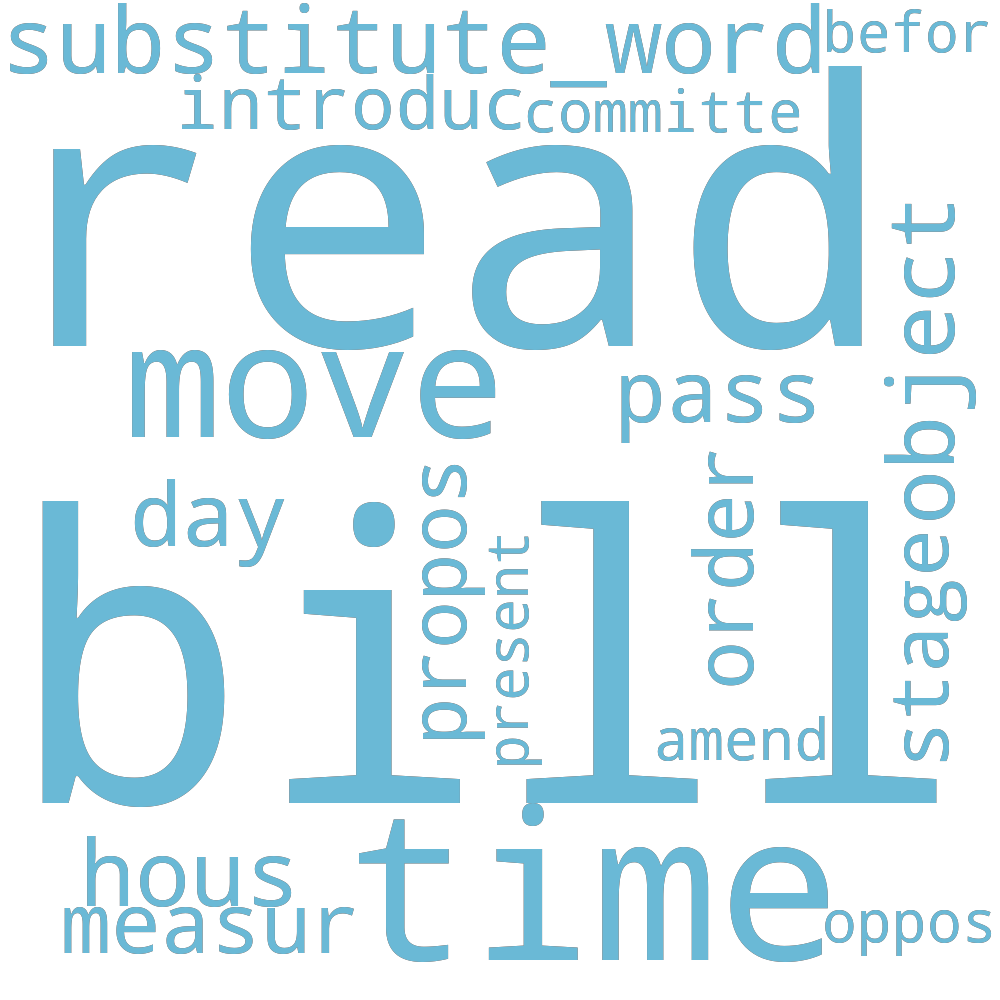 substitute_word
befor
introduc
committe
read
move
pass
object
stage
day
propos
present
order
bill
amend
hous
time
measur
oppos